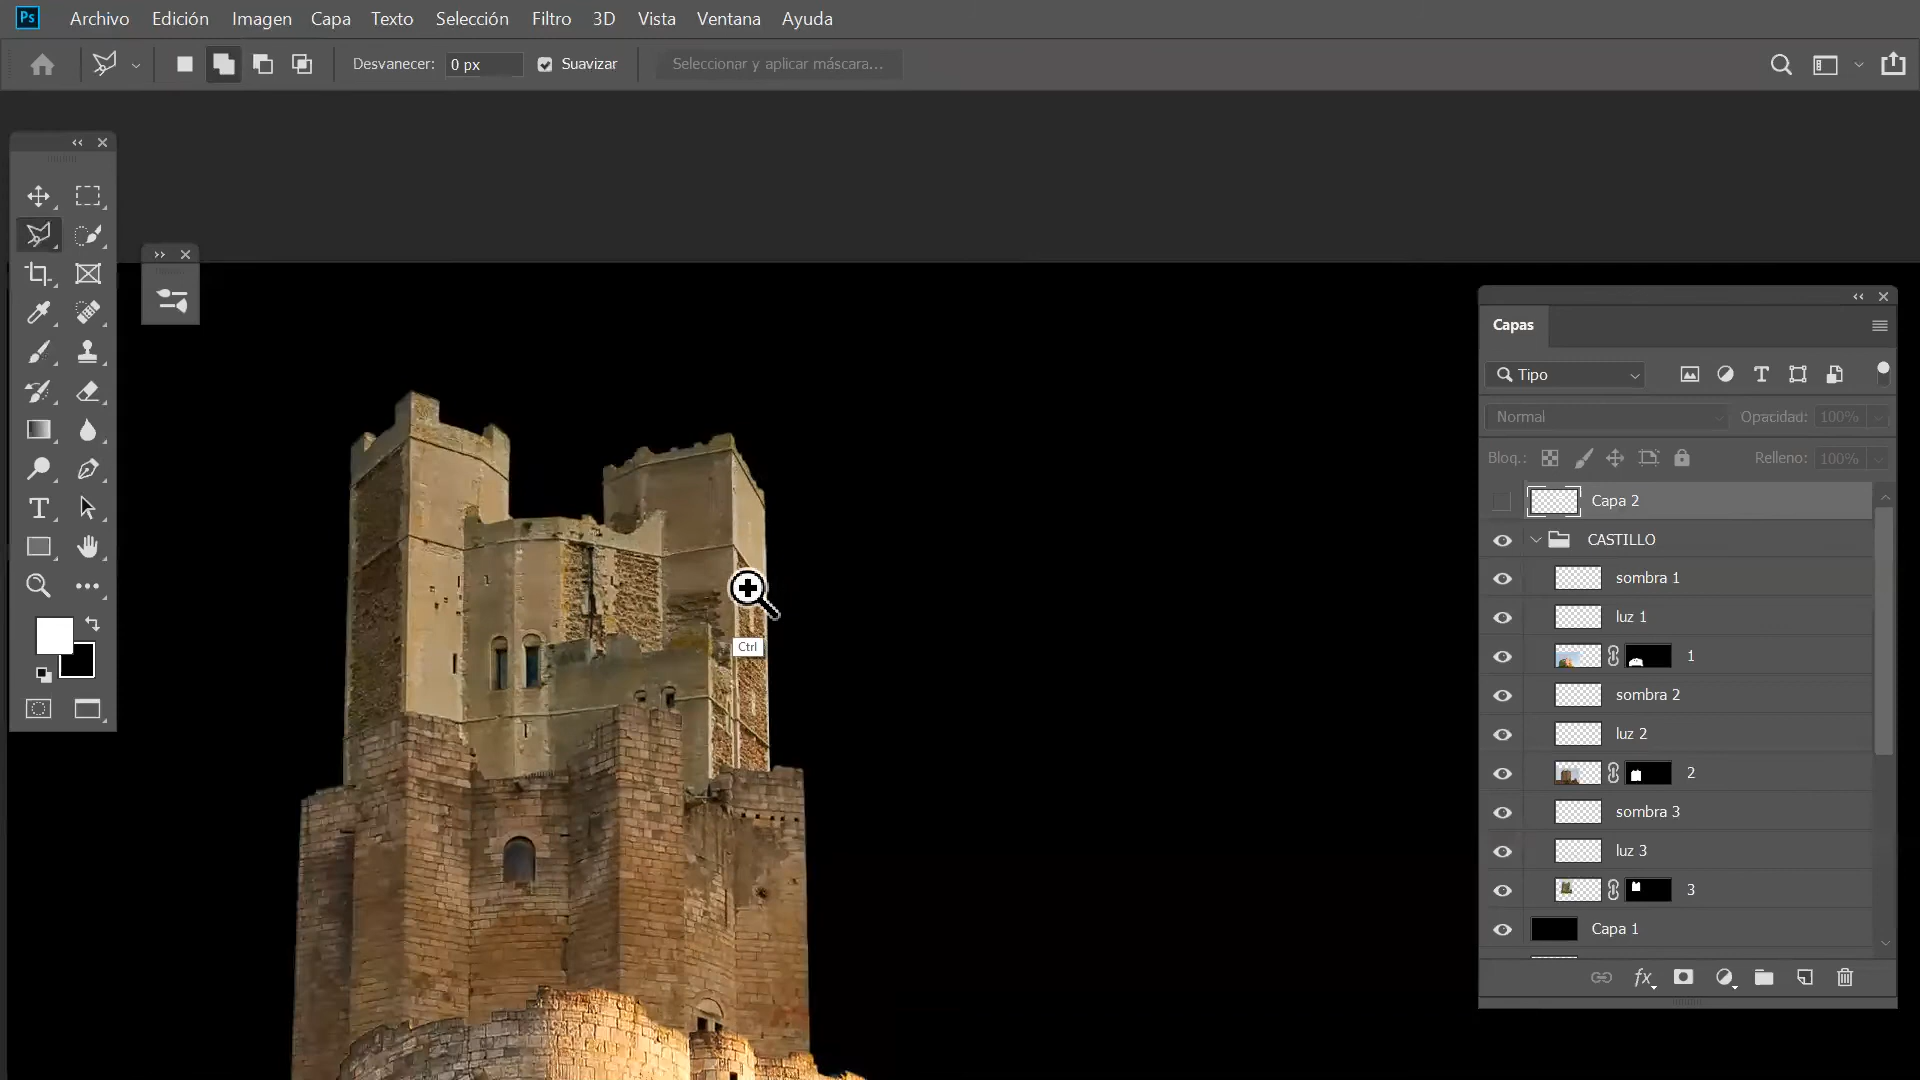 Ps Archivo Edición Imagen Capa Texto Selección Filtro 3D Vista Ventana Ayuda
Desvanecer: 0 px Suavizar Seleccionar y aplicar máscara...
Capas
Tipo
Normal Opacidad: 100%
Bloq.: Relleno: 100%
Capa 2
CASTILLO
sombra 1
luz 1
1
sombra 2
luz 2
2
sombra 3
luz 3
3
Capa 1
fx
Ctrl